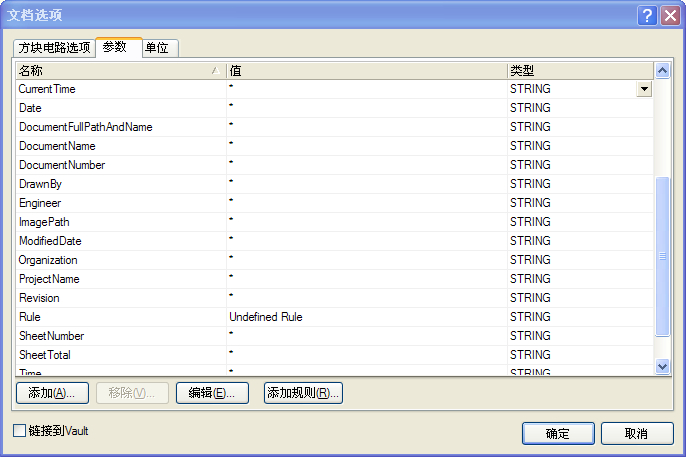 文档选项
方块电路选项 参数 单位
名称 值 类型
CurrentTime * STRING
Date * STRING
DocumentFullPathAndName * STRING
DocumentName * STRING
DocumentNumber * STRING
DrawnBy * STRING
Engineer * STRING
ImagePath * STRING
ModifiedDate * STRING
Organization * STRING
ProjectName * STRING
Revision * STRING
Rule Undefined Rule STRING
SheetNumber * STRING
SheetTotal * STRING
Time * STRING
添加(A)... 移除(V)... 编辑(E)... 添加规则(R)...
链接到Vault 确定 取消